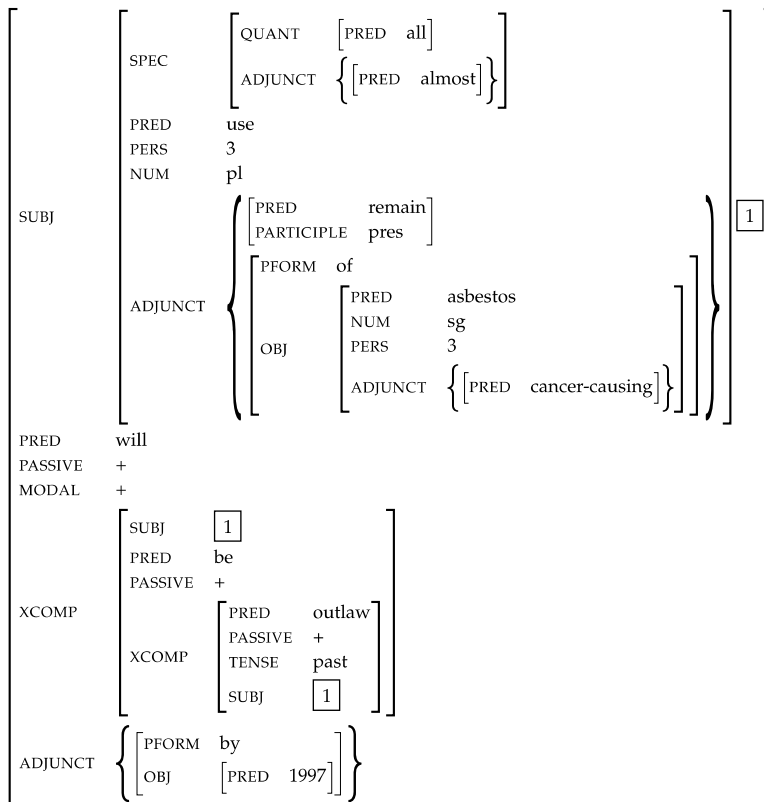 QUANT [PRED all]
SPEC
ADJUNCT {[PRED almost]}
PRED use
PERS 3
NUM pl
[PRED remain
SUBJ
PARTICIPLE pres]
1
PFORM of
ADJUNCT
PRED asbestos
NUM sg
OBJ
PERS 3
ADJUNCT {[PRED cancer-causing]}
PRED will
PASSIVE +
MODAL +
SUBJ 1
PRED be
PASSIVE +
XCOMP
PRED outlaw
PASSIVE +
XCOMP
TENSE past
SUBJ 1
PFORM by
ADJUNCT
OBJ [PRED 1997]